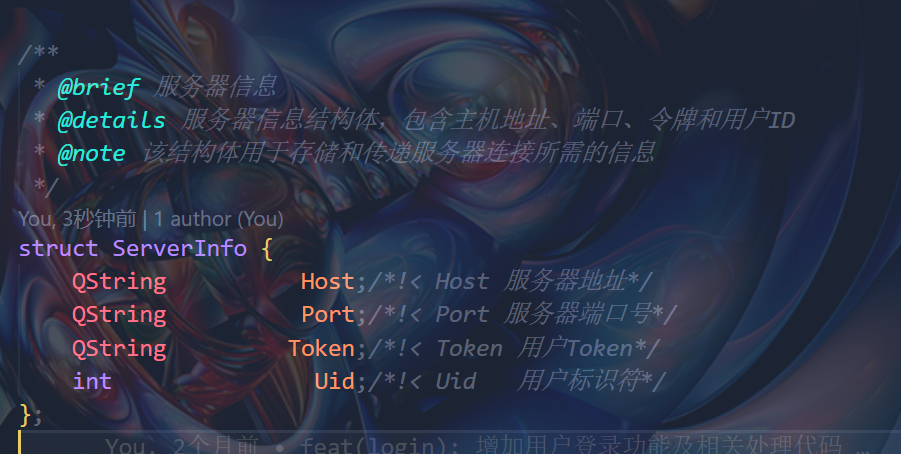 /**
 * @brief 服务器信息
 * @details 服务器信息结构体，包含主机地址、端口、令牌和用户ID
 * @note 该结构体用于存储和传递服务器连接所需的信息
 */
You, 3秒钟前 | 1 author (You)
struct ServerInfo {
    QString          Host;/*!< Host 服务器地址*/
    QString          Port;/*!< Port 服务器端口号*/
    QString         Token;/*!< Token 用户Token*/
    int               Uid;/*!< Uid   用户标识符*/
};
You, 2个月前 • feat(login): 增加用户登录功能及相关处理代码 …